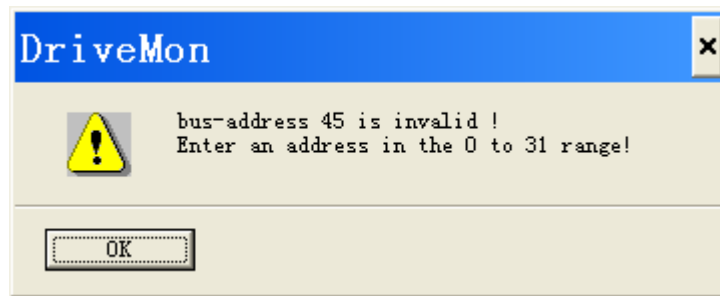 DriveMon
bus-address 45 is invalid !
Enter an address in the 0 to 31 range!
OK